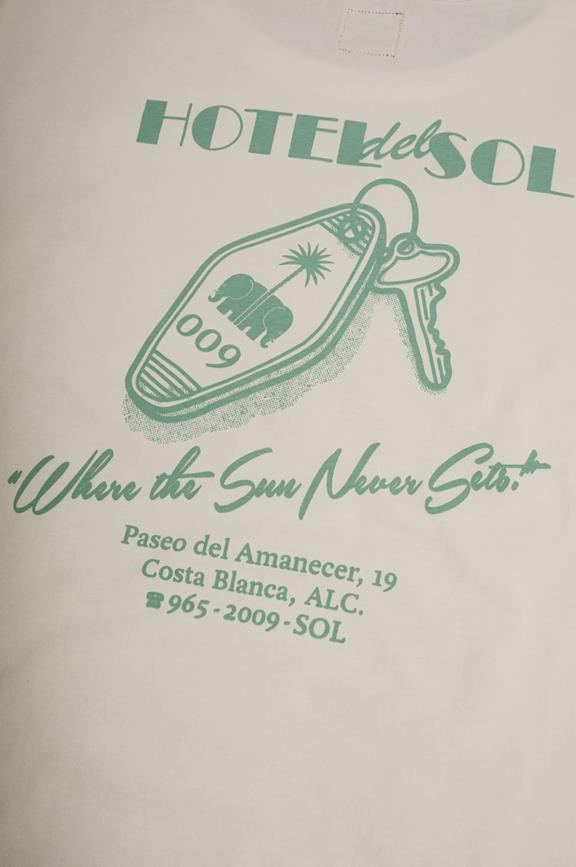 HOTEL del SOL
009
"Where the Sun Never Sets."
Paseo del Amanecer, 19
Costa Blanca, ALC.
☎ 965-2009-SOL